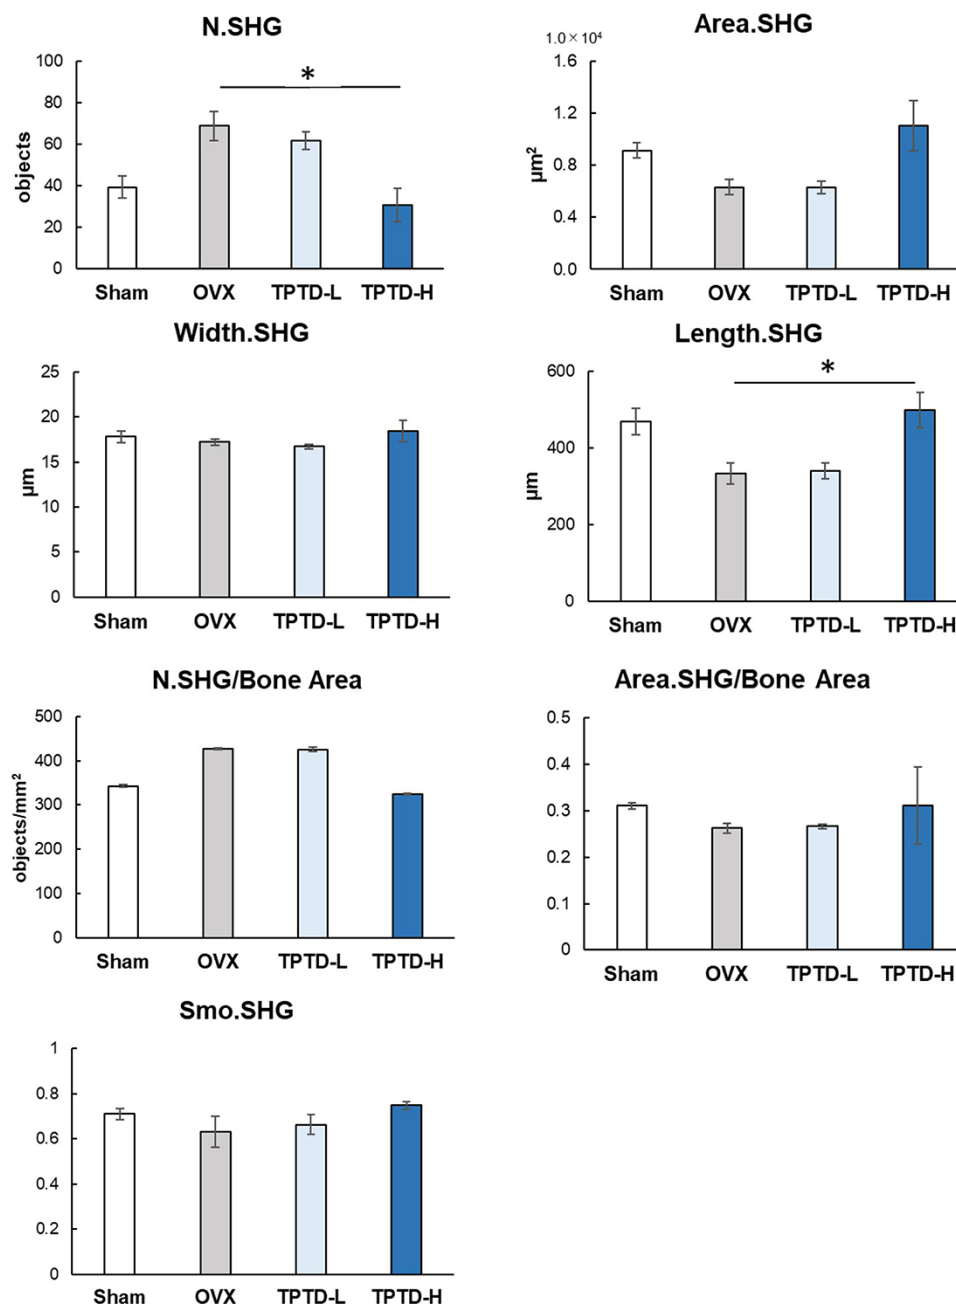 N.SHG
objects
100
80
60
40
20
0
*
Sham OVX TPTD-L TPTD-H
Area.SHG
1.0×10⁴
µm²
1.6
1.2
0.8
0.4
0.0
Sham OVX TPTD-L TPTD-H
Width.SHG
µm
25
20
15
10
5
0
Sham OVX TPTD-L TPTD-H
Length.SHG
µm
600
400
200
0
*
Sham OVX TPTD-L TPTD-H
N.SHG/Bone Area
objects/mm²
500
400
300
200
100
0
Sham OVX TPTD-L TPTD-H
Area.SHG/Bone Area
0.5
0.4
0.3
0.2
0.1
0
Sham OVX TPTD-L TPTD-H
Smo.SHG
1
0.8
0.6
0.4
0.2
0
Sham OVX TPTD-L TPTD-H